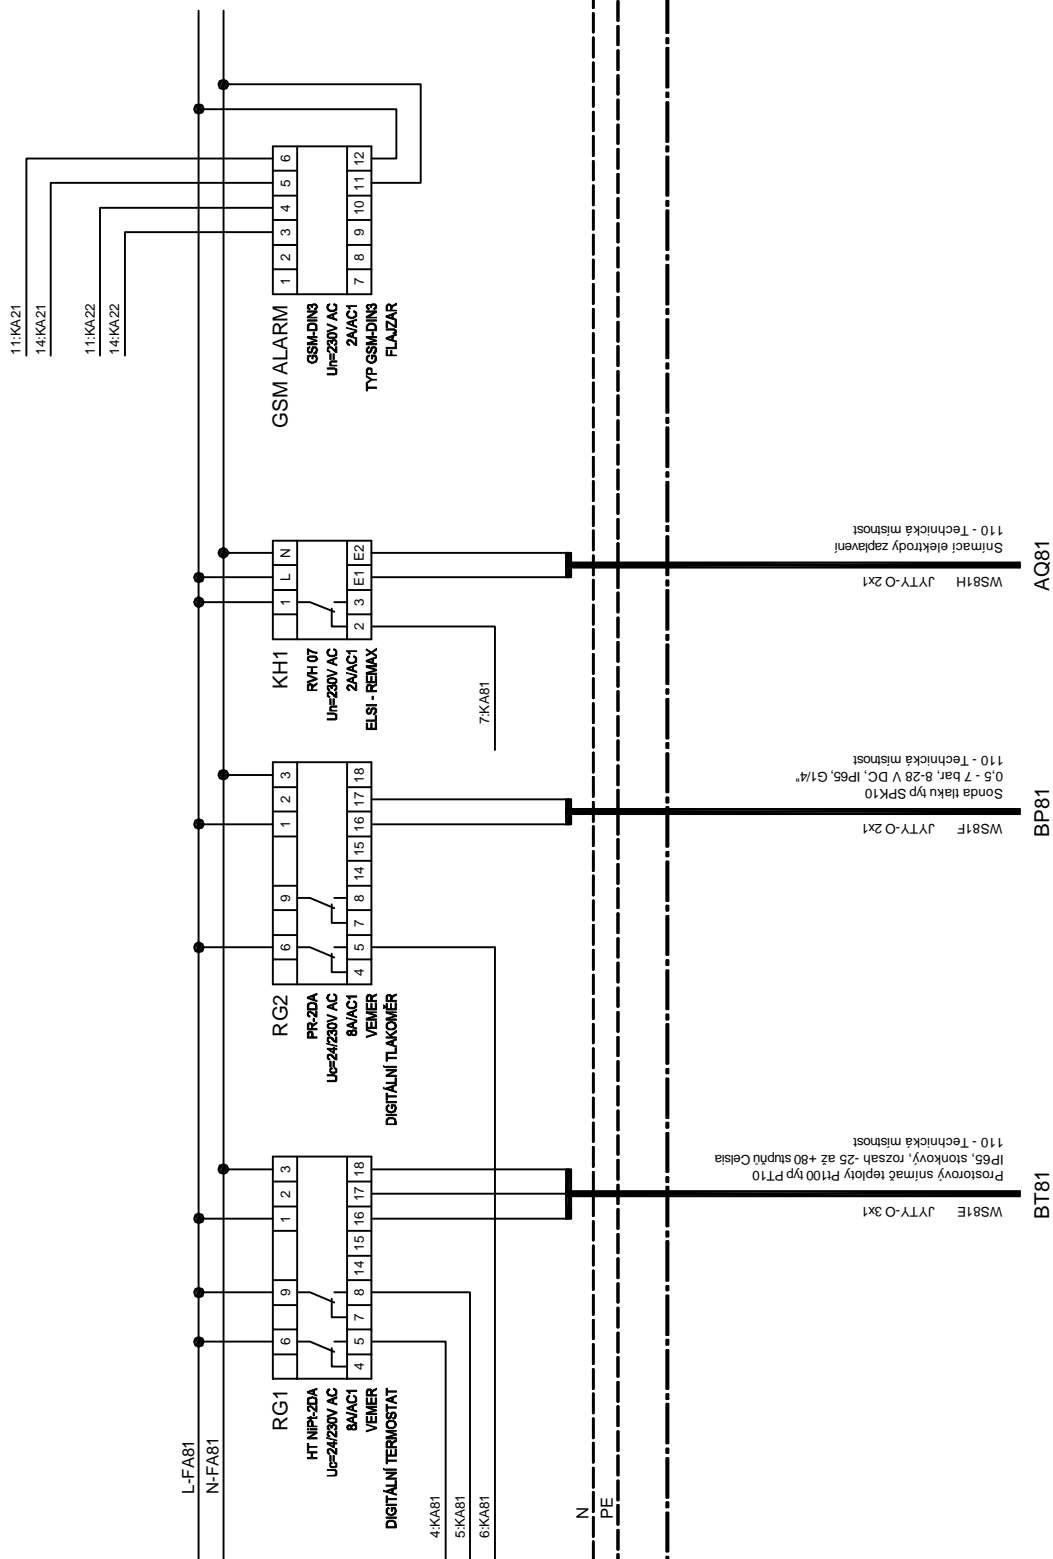 L-FA81
N-FA81
RG1
HT NiPt-2DA
Uc=24/230V AC
8A/AC1
VEMER
DIGITÁLNÍ TERMOSTAT
6 9 1 2 3
4 5 7 8 14 15 16 17 18
4:KA81
5:KA81
6:KA81
RG2
PR-2DA
Uc=24/230V AC
8A/AC1
VEMER
DIGITÁLNÍ TLAKOMĚR
6 9 1 2 3
4 5 7 8 14 15 16 17 18
KH1
RVH 07
Un=230V AC
2A/AC1
ELSI - REMAX
1 L N
2 3 E1 E2
7:KA81
GSM ALARM
GSM-DIN3
Un=230V AC
2A/AC1
TYP GSM-DIN3
FLAJZAR
1 2 3 4 5 6
7 8 9 10 11 12
11:KA21
14:KA21
11:KA22
14:KA22
N
PE
WS81E JYTY-O 3x1
Prostorový snímač teploty Pt100 typ PT10
IP65, stonkový, rozsah -25 až +80 stupňů Celsia
110 - Technická místnost
BT81
WS81F JYTY-O 2x1
Sonda tlaku typ SPK10
0,5 - 7 bar, 8-28 V DC, IP65, G1/4"
110 - Technická místnost
BP81
WS81H JYTY-O 2x1
Snímací elektrody zaplavení
110 - Technická místnost
AQ81